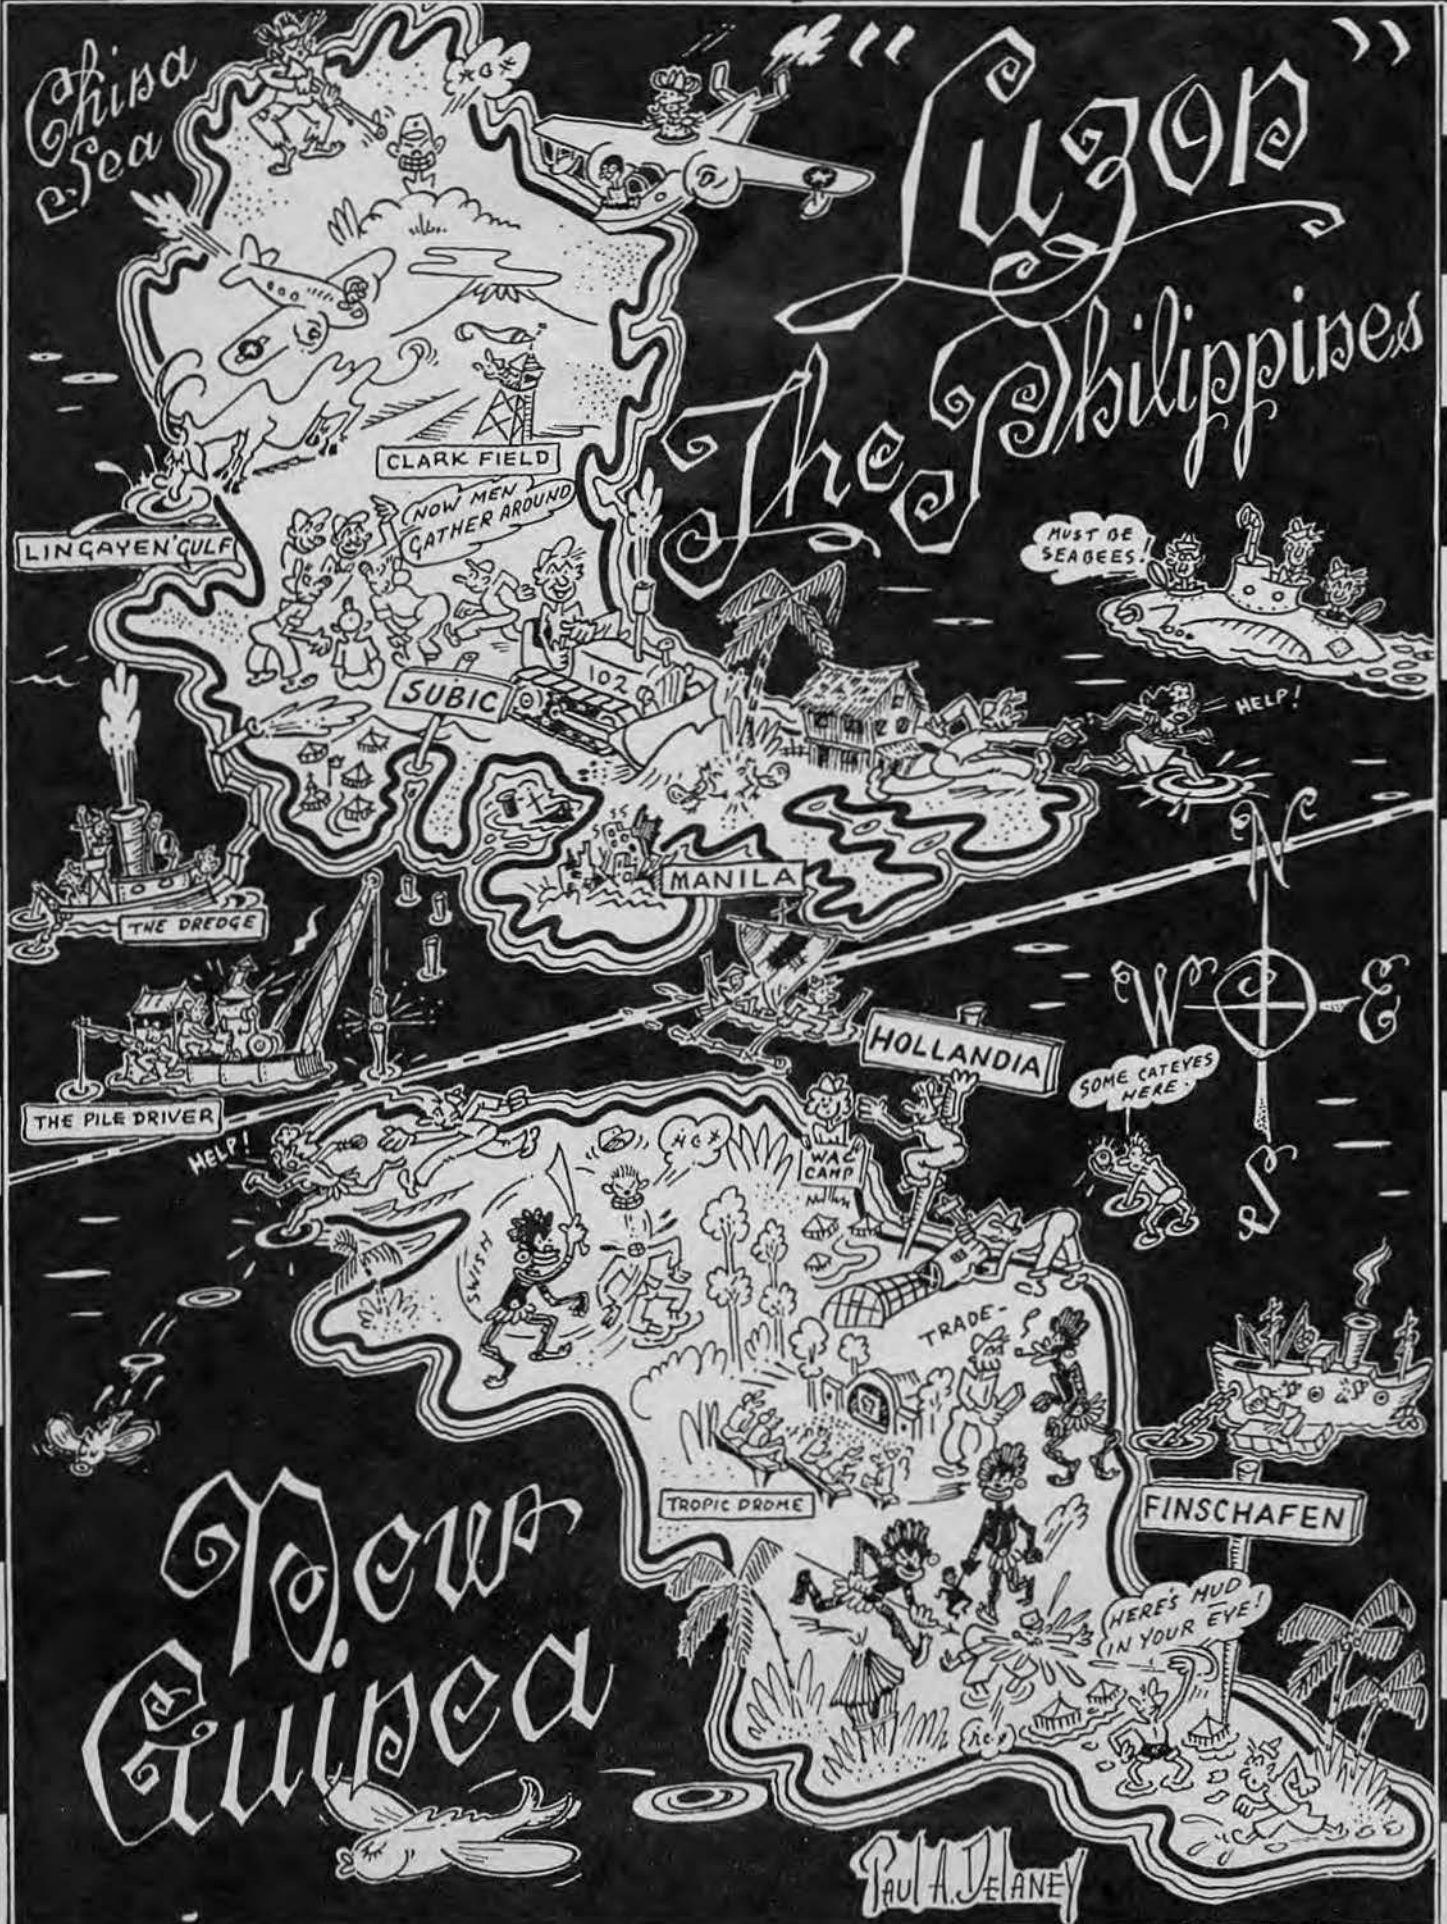 China
Sea
"Luzon"
The Philippines
CLARK FIELD
NOW MEN
GATHER AROUND
LINGAYEN GULF
MUST BE
SEABEES!
102
SUBIC
HELP!
MANILA
THE DREDGE
N
W
E
S
HOLLANDIA
SOME CATEYES
HERE.
THE PILE DRIVER
HELP!
WAC
CAMP
SWISH
TRADE-
TROPIC DROME
FINSCHAFEN
HERE'S MUD
IN YOUR EYE!
New
Guinea
PAUL A. DELANEY